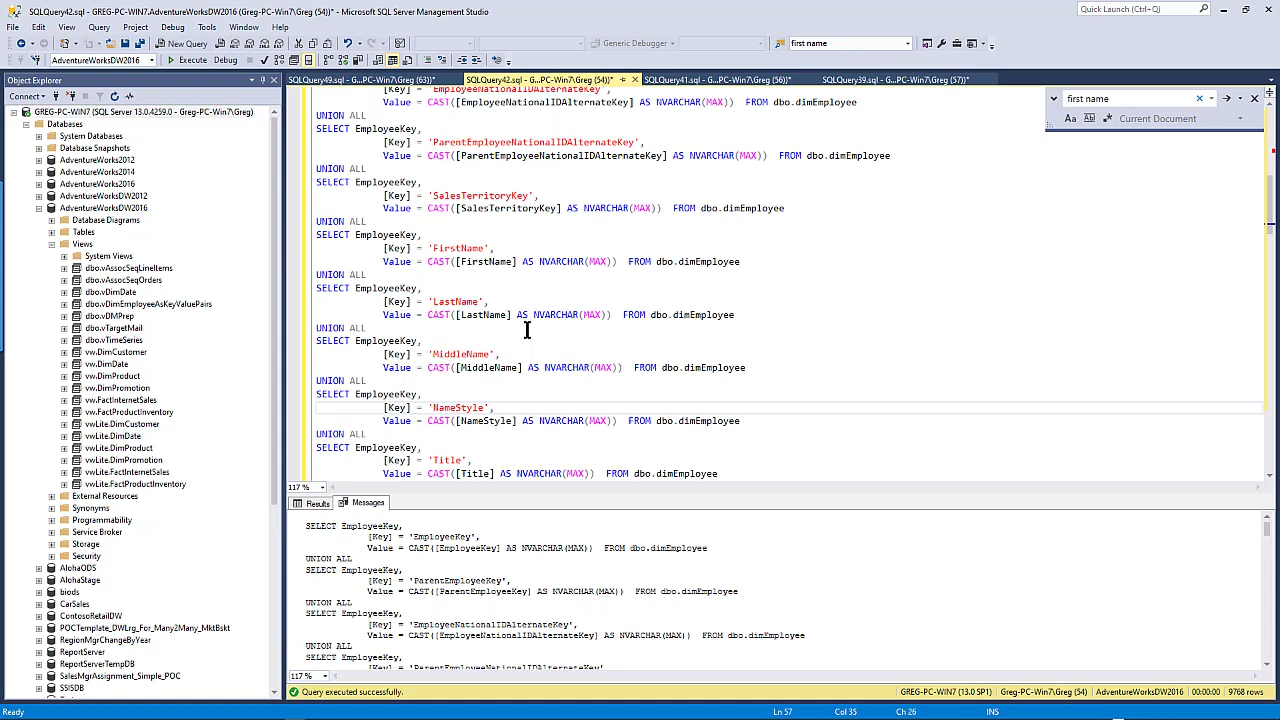 SQLQuery42.sql - GREG-PC-WIN7.AdventureWorksDW2016 (Greg-PC-Win7\Greg (54))* - Microsoft SQL Server Management Studio
Quick Launch (Ctrl+Q)
File Edit View Query Project Debug Tools Window Help
New Query Generic Debugger first name
AdventureWorksDW2016 Execute Debug
Object Explorer
SQLQuery49.sql - G...PC-Win7\Greg (63))* SQLQuery42.sql - G...PC-Win7\Greg (54))* SQLQuery41.sql - G...PC-Win7\Greg (56))* SQLQuery39.sql - G...PC-Win7\Greg (57))*
Connect
GREG-PC-WIN7 (SQL Server 13.0.4259.0 - Greg-PC-Win7\Greg)
Databases
System Databases
Database Snapshots
AdventureWorks2012
AdventureWorks2014
AdventureWorks2016
AdventureWorksDW2012
AdventureWorksDW2016
Database Diagrams
Tables
Views
System Views
dbo.vAssocSeqLineItems
dbo.vAssocSeqOrders
dbo.vDimDate
dbo.vDimEmployeeAsKeyValuePairs
dbo.vDMPrep
dbo.vTargetMail
dbo.vTimeSeries
vw.DimCustomer
vw.DimDate
vw.DimProduct
vw.DimPromotion
vw.FactInternetSales
vw.FactProductInventory
vwLite.DimCustomer
vwLite.DimDate
vwLite.DimProduct
vwLite.DimPromotion
vwLite.FactInternetSales
vwLite.FactProductInventory
External Resources
Synonyms
Programmability
Service Broker
Storage
Security
AlohaODS
AlohaStage
biods
CarSales
ContosoRetailDW
POCTemplate_DWLrg_For_Many2Many_MktBskt
RegionMgrChangeByYear
ReportServer
ReportServerTempDB
SalesMgrAssignment_Simple_POC
SSISDB
[Key] = 'EmployeeNationalIDAlternateKey',
Value = CAST([EmployeeNationalIDAlternateKey] AS NVARCHAR(MAX)) FROM dbo.dimEmployee
UNION ALL
SELECT EmployeeKey,
[Key] = 'ParentEmployeeNationalIDAlternateKey',
Value = CAST([ParentEmployeeNationalIDAlternateKey] AS NVARCHAR(MAX)) FROM dbo.dimEmployee
UNION ALL
SELECT EmployeeKey,
[Key] = 'SalesTerritoryKey',
Value = CAST([SalesTerritoryKey] AS NVARCHAR(MAX)) FROM dbo.dimEmployee
UNION ALL
SELECT EmployeeKey,
[Key] = 'FirstName',
Value = CAST([FirstName] AS NVARCHAR(MAX)) FROM dbo.dimEmployee
UNION ALL
SELECT EmployeeKey,
[Key] = 'LastName',
Value = CAST([LastName] AS NVARCHAR(MAX)) FROM dbo.dimEmployee
UNION ALL
SELECT EmployeeKey,
[Key] = 'MiddleName',
Value = CAST([MiddleName] AS NVARCHAR(MAX)) FROM dbo.dimEmployee
UNION ALL
SELECT EmployeeKey,
[Key] = 'NameStyle',
Value = CAST([NameStyle] AS NVARCHAR(MAX)) FROM dbo.dimEmployee
UNION ALL
SELECT EmployeeKey,
[Key] = 'Title',
Value = CAST([Title] AS NVARCHAR(MAX)) FROM dbo.dimEmployee
first name
Aa Abl Current Document
117 %
Results Messages
SELECT EmployeeKey,
[Key] = 'EmployeeKey',
Value = CAST([EmployeeKey] AS NVARCHAR(MAX)) FROM dbo.dimEmployee
UNION ALL
SELECT EmployeeKey,
[Key] = 'ParentEmployeeKey',
Value = CAST([ParentEmployeeKey] AS NVARCHAR(MAX)) FROM dbo.dimEmployee
UNION ALL
SELECT EmployeeKey,
[Key] = 'EmployeeNationalIDAlternateKey',
Value = CAST([EmployeeNationalIDAlternateKey] AS NVARCHAR(MAX)) FROM dbo.dimEmployee
UNION ALL
SELECT EmployeeKey,
[Key] = 'ParentEmployeeNationalIDAlternateKey'
117 %
Query executed successfully. GREG-PC-WIN7 (13.0 SP1) Greg-PC-Win7\Greg (54) AdventureWorksDW2016 00:00:00 9768 rows
Ready Ln 57 Col 35 Ch 26 INS